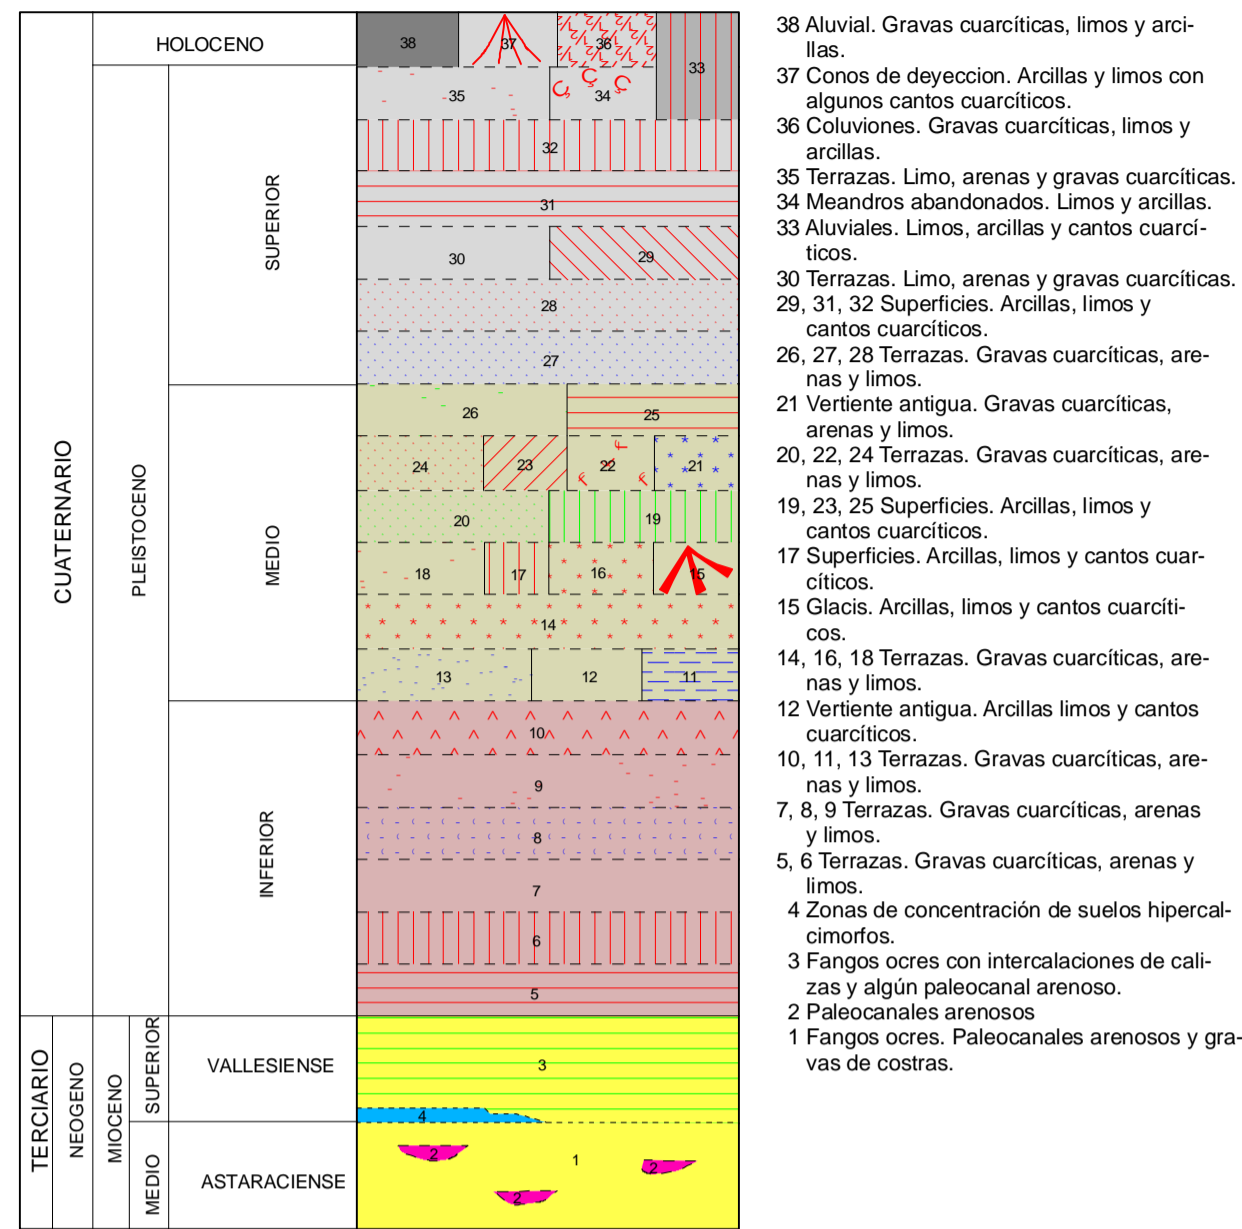 HOLOCENO
CUATERNARIO
PLEISTOCENO
SUPERIOR
MEDIO
INFERIOR
TERCIARIO
NEOGENO
MIOCENO
SUPERIOR
MEDIO
VALLESIENSE
ASTARACIENSE
38 37 36 33
35 34
32
31
30 29
28
27
26 25
24 23 22 21
20 19
18 17 16 15
14
13 12 11
10
9
8
7
6
5
3
4
2 1 2
2
38 Aluvial. Gravas cuarcíticas, limos y arci-
llas.
37 Conos de deyeccion. Arcillas y limos con
algunos cantos cuarcíticos.
36 Coluviones. Gravas cuarcíticas, limos y
arcillas.
35 Terrazas. Limo, arenas y gravas cuarcíticas.
34 Meandros abandonados. Limos y arcillas.
33 Aluviales. Limos, arcillas y cantos cuarcí-
ticos.
30 Terrazas. Limo, arenas y gravas cuarcíticas.
29, 31, 32 Superficies. Arcillas, limos y
cantos cuarcíticos.
26, 27, 28 Terrazas. Gravas cuarcíticas, are-
nas y limos.
21 Vertiente antigua. Gravas cuarcíticas,
arenas y limos.
20, 22, 24 Terrazas. Gravas cuarcíticas, are-
nas y limos.
19, 23, 25 Superficies. Arcillas, limos y
cantos cuarcíticos.
17 Superficies. Arcillas, limos y cantos cuar-
cíticos.
15 Glacis. Arcillas, limos y cantos cuarcíti-
cos.
14, 16, 18 Terrazas. Gravas cuarcíticas, are-
nas y limos.
12 Vertiente antigua. Arcillas limos y cantos
cuarcíticos.
10, 11, 13 Terrazas. Gravas cuarcíticas, are-
nas y limos.
7, 8, 9 Terrazas. Gravas cuarcíticas, arenas
y limos.
5, 6 Terrazas. Gravas cuarcíticas, arenas y
limos.
4 Zonas de concentración de suelos hipercal-
cimorfos.
3 Fangos ocres con intercalaciones de cali-
zas y algún paleocanal arenoso.
2 Paleocanales arenosos
1 Fangos ocres. Paleocanales arenosos y gra-
vas de costras.